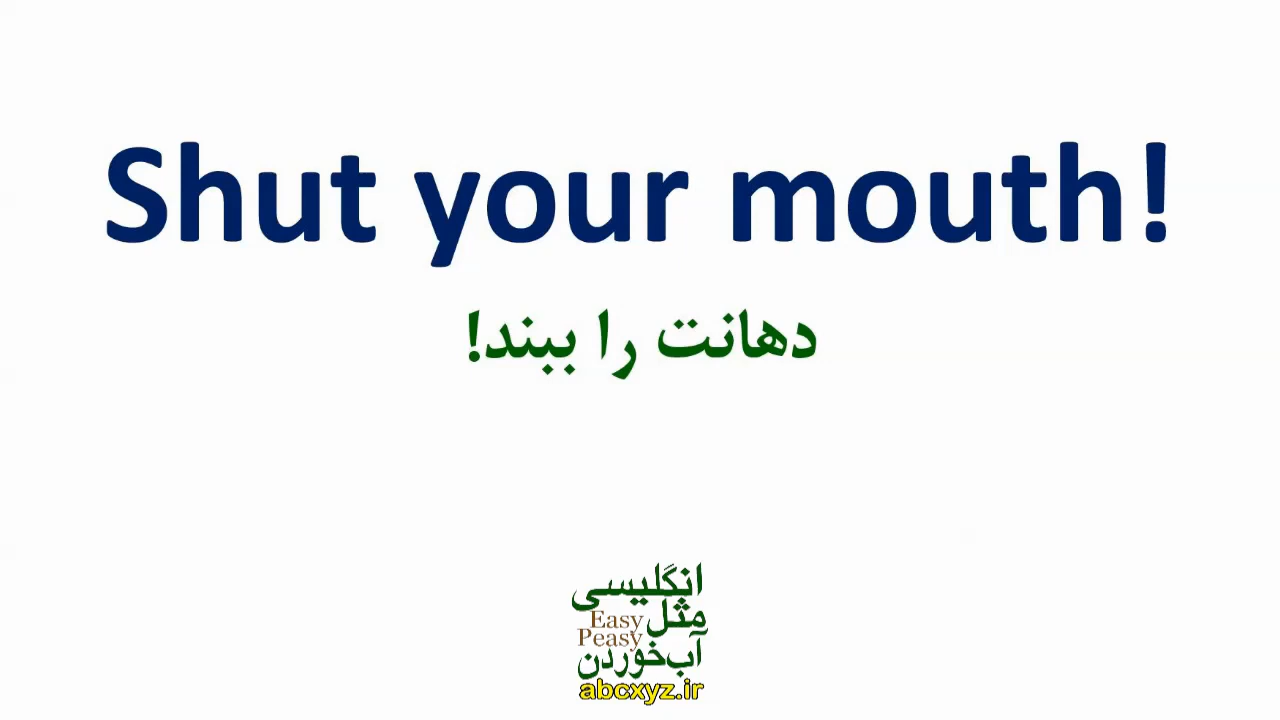 Shut your mouth!
دهانت را ببند!
انگلیسی
مثل
Easy
Peasy
آب‌خوردن
abcxyz.ir